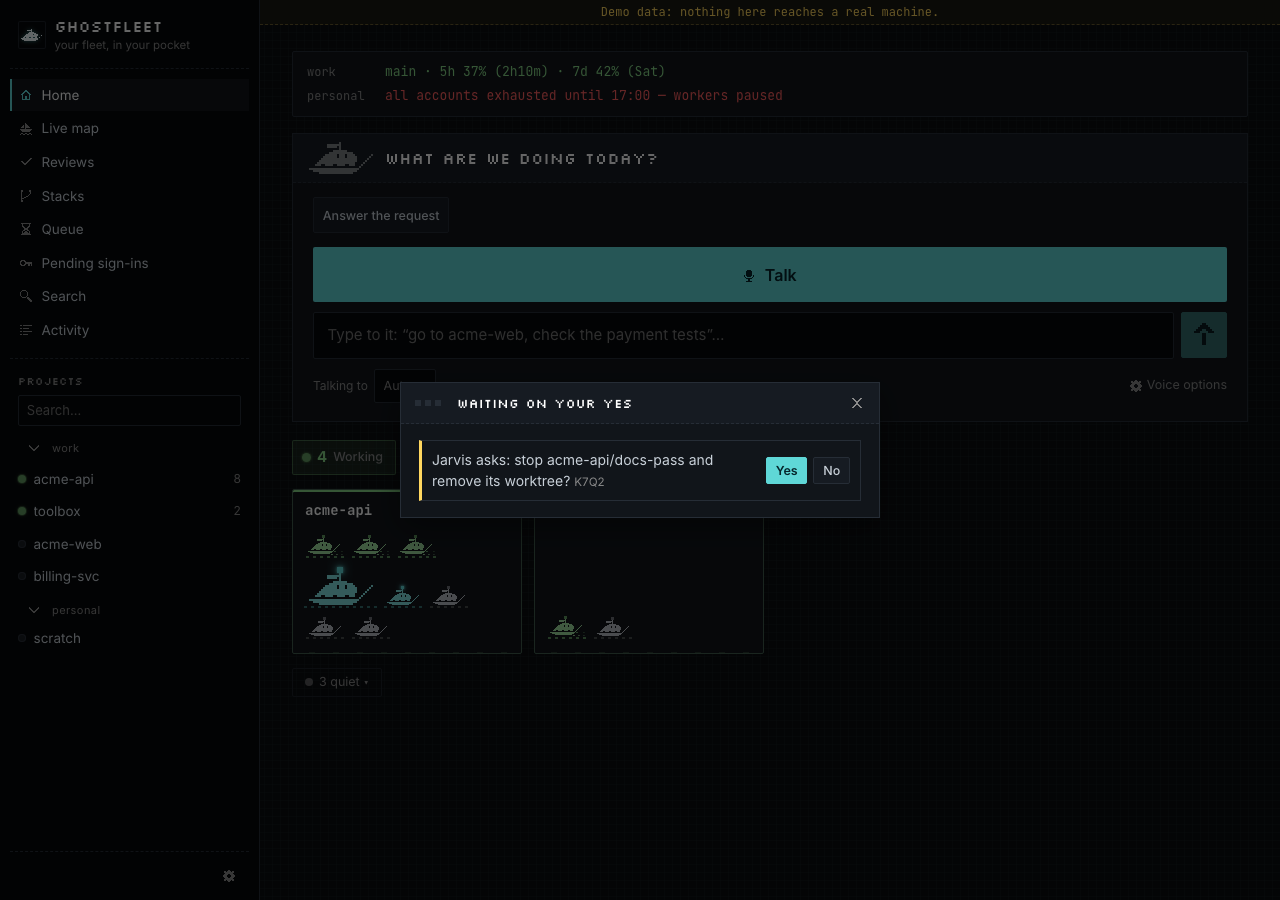 GHOSTFLEET
your fleet, in your pocket
Home
Live map
Reviews
Stacks
Queue
Pending sign-ins
Search
Activity
PROJECTS
Search...
work
acme-api 8
toolbox 2
acme-web
billing-svc
personal
scratch
Demo data: nothing here reaches a real machine.
work main · 5h 37% (2h10m) · 7d 42% (Sat)
personal all accounts exhausted until 17:00 — workers paused
WHAT ARE WE DOING TODAY?
Answer the request
Talk
Type to it: “go to acme-web, check the payment tests”...
Talking to
Voice options
WAITING ON YOUR YES
Jarvis asks: stop acme-api/docs-pass and
remove its worktree? K7Q2
Yes No
4 Working
acme-api
3 quiet